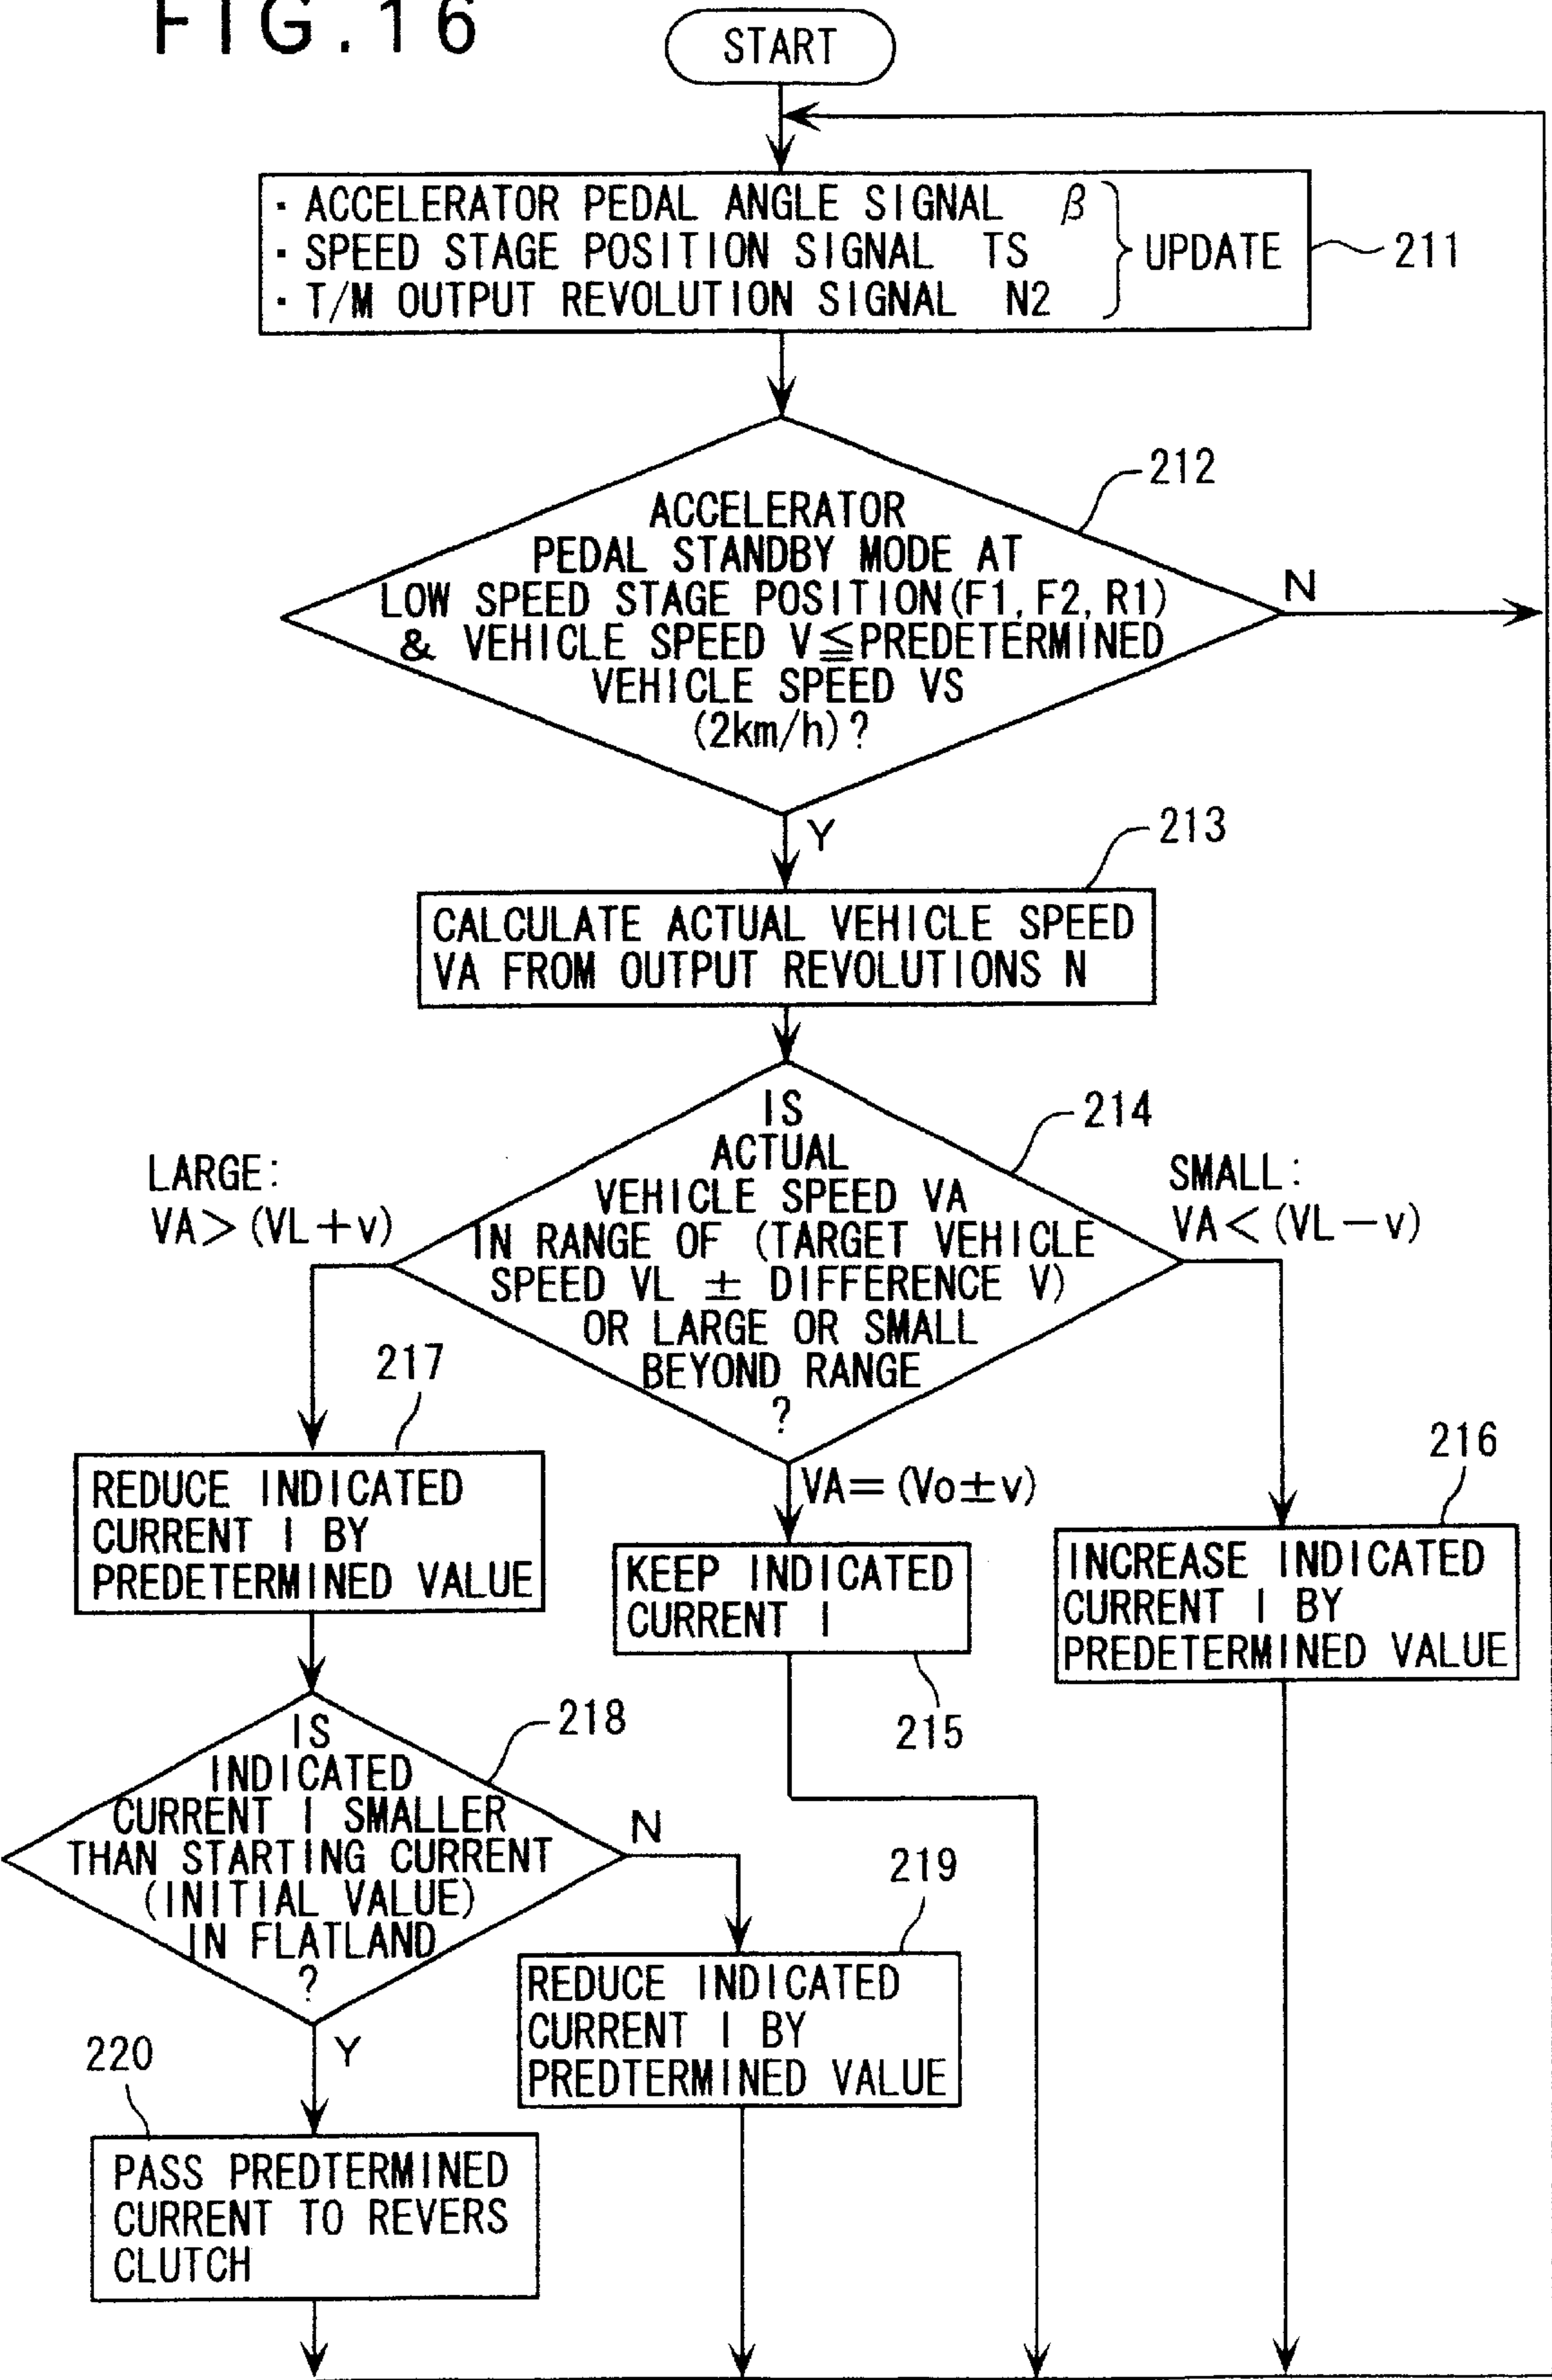 FIG.16
START
· ACCELERATOR PEDAL ANGLE SIGNAL β
· SPEED STAGE POSITION SIGNAL TS
· T/M OUTPUT REVOLUTION SIGNAL N2
UPDATE
211
212
ACCELERATOR
PEDAL STANDBY MODE AT
LOW SPEED STAGE POSITION(F1,F2,R1)
& VEHICLE SPEED V≦PREDETERMINED
VEHICLE SPEED VS
(2km/h)?
N
Y
213
CALCULATE ACTUAL VEHICLE SPEED
VA FROM OUTPUT REVOLUTIONS N
214
IS
ACTUAL
VEHICLE SPEED VA
IN RANGE OF (TARGET VEHICLE
SPEED VL ± DIFFERENCE V)
OR LARGE OR SMALL
BEYOND RANGE
?
LARGE:
VA>(VL+v)
SMALL:
VA<(VL−v)
VA=(Vo±v)
217
REDUCE INDICATED
CURRENT I BY
PREDETERMINED VALUE
KEEP INDICATED
CURRENT I
215
216
INCREASE INDICATED
CURRENT I BY
PREDETERMINED VALUE
218
IS
INDICATED
CURRENT I SMALLER
THAN STARTING CURRENT
(INITIAL VALUE)
IN FLATLAND
?
N
Y
219
REDUCE INDICATED
CURRENT I BY
PREDTERMINED VALUE
220
PASS PREDTERMINED
CURRENT TO REVERS
CLUTCH